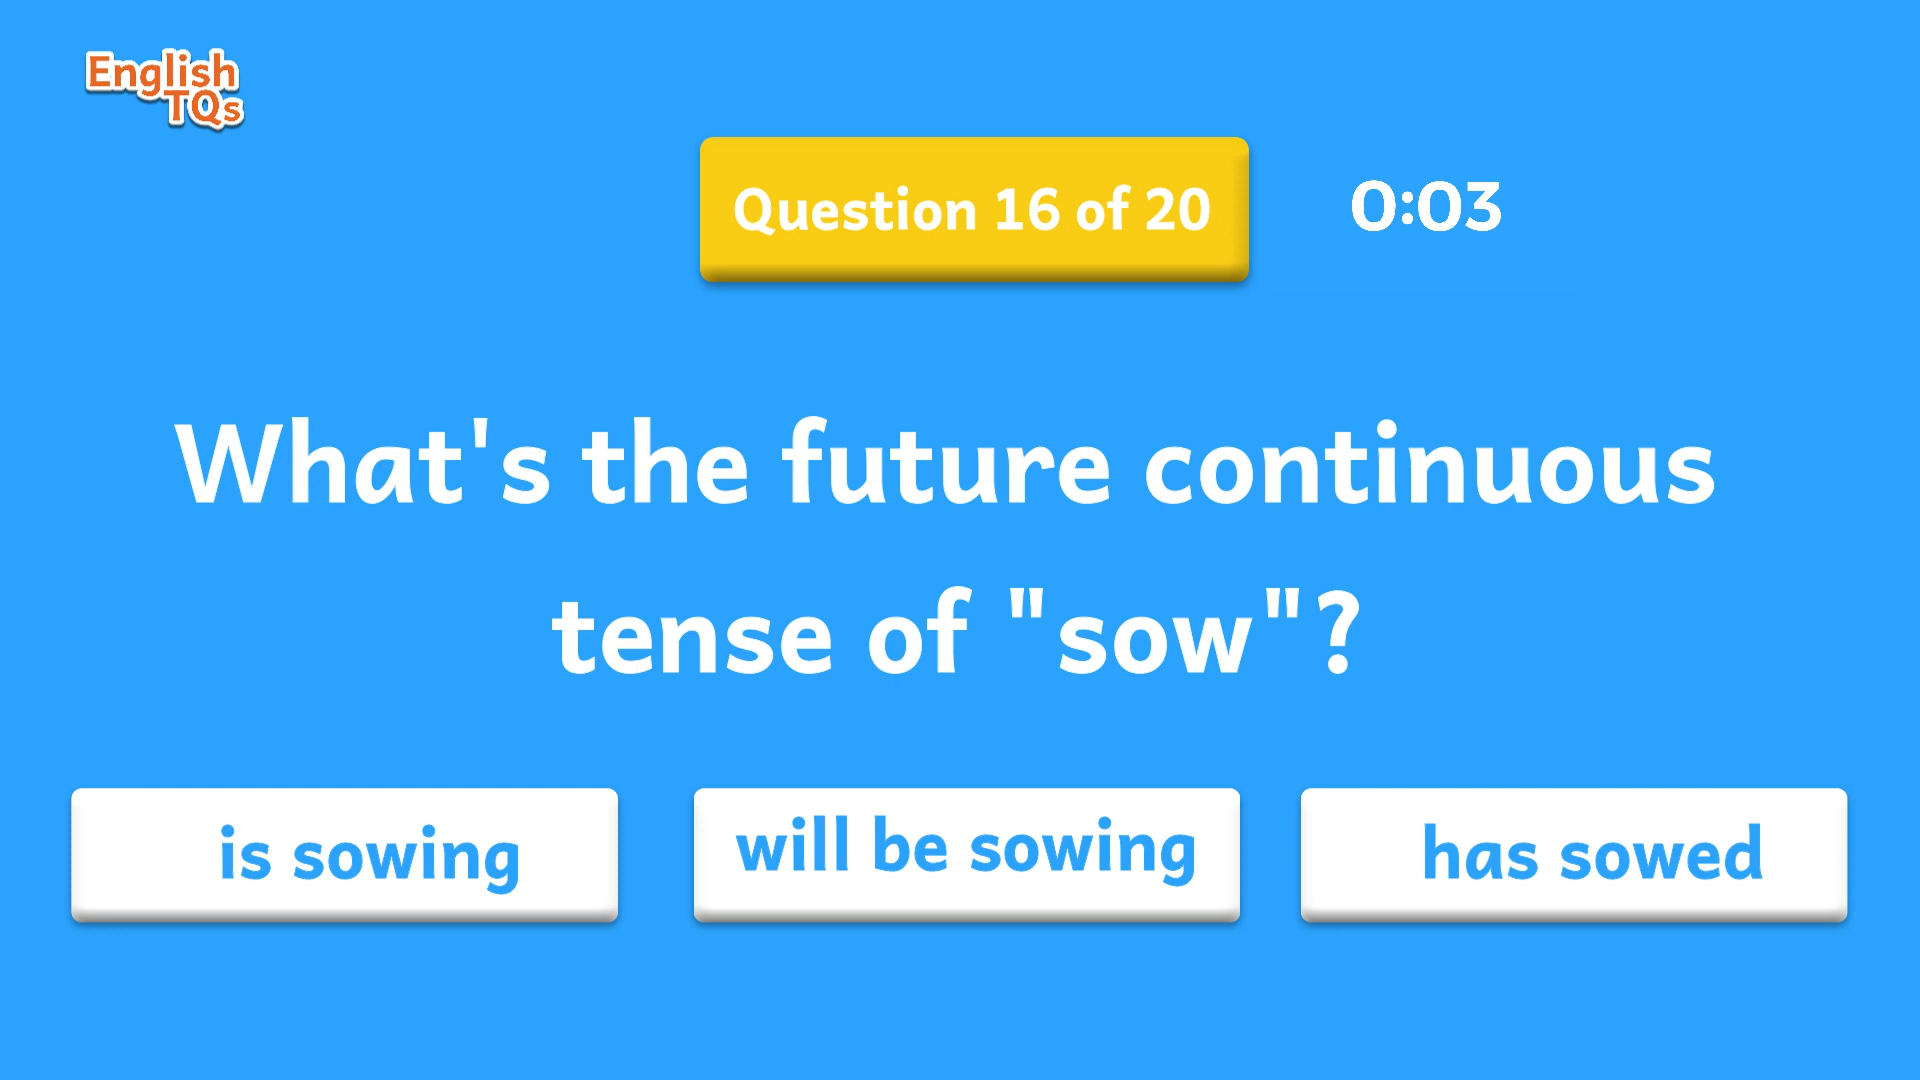 English
TQs
Question 16 of 20
0:03
What's the future continuous
tense of "sow"?
is sowing
will be sowing
has sowed